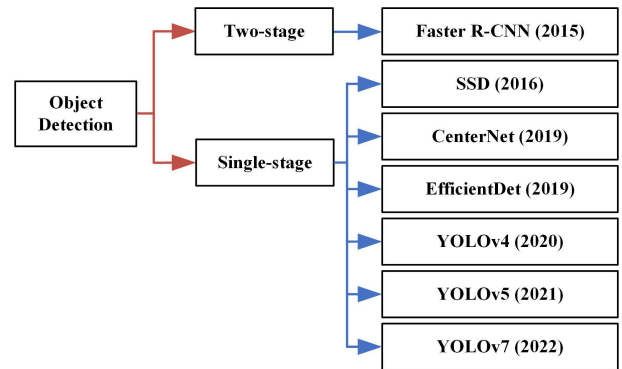 Object
Detection
Two-stage
Single-stage
Faster R-CNN (2015)
SSD (2016)
CenterNet (2019)
EfficientDet (2019)
YOLOv4 (2020)
YOLOv5 (2021)
YOLOv7 (2022)